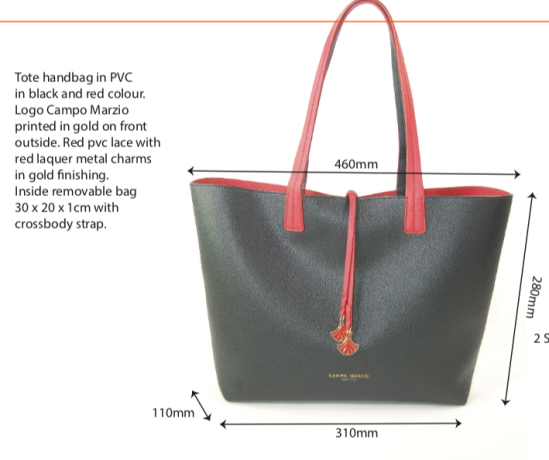 Tote handbag in PVC
in black and red colour.
Logo Campo Marzio
printed in gold on front
outside. Red pvc lace with
red laquer metal charms
in gold finishing.
Inside removable bag
30 x 20 x 1cm with
crossbody strap.
460mm
280mm
2 S
CAMPO MARZIO
110mm
310mm